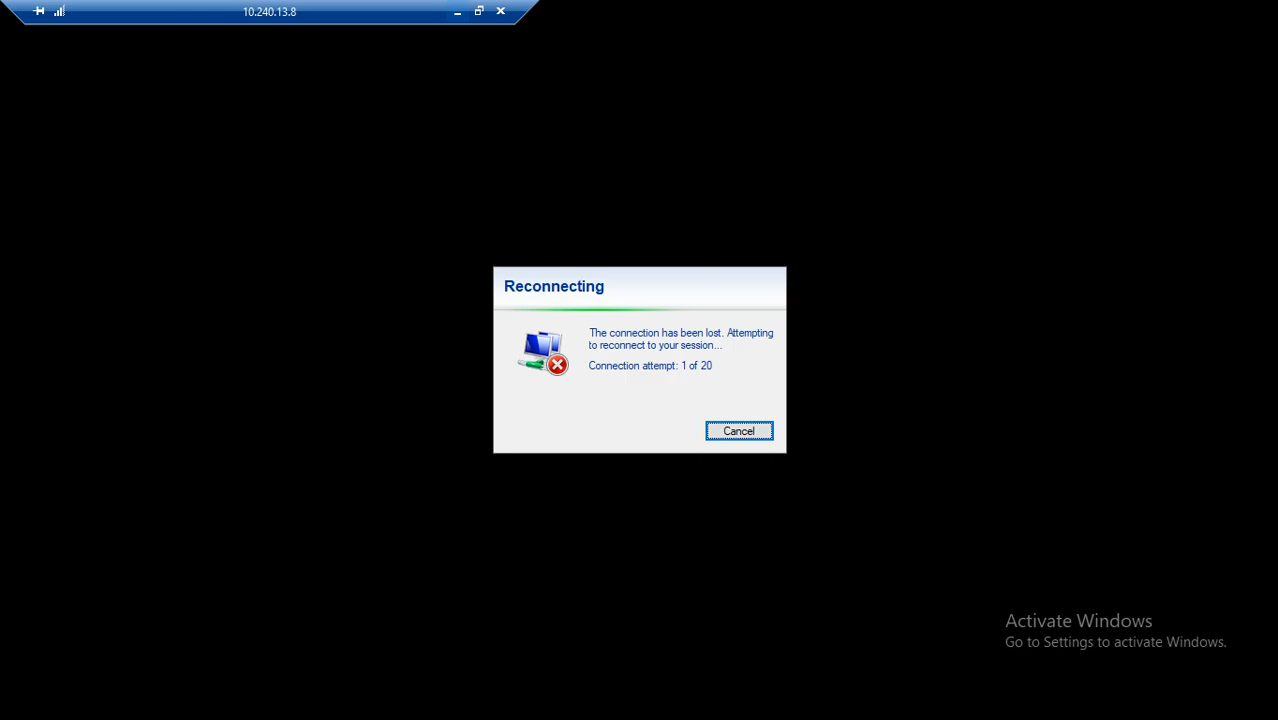 10.240.13.8
Reconnecting
The connection has been lost. Attempting
to reconnect to your session...
Connection attempt: 1 of 20
Cancel
Activate Windows
Go to Settings to activate Windows.